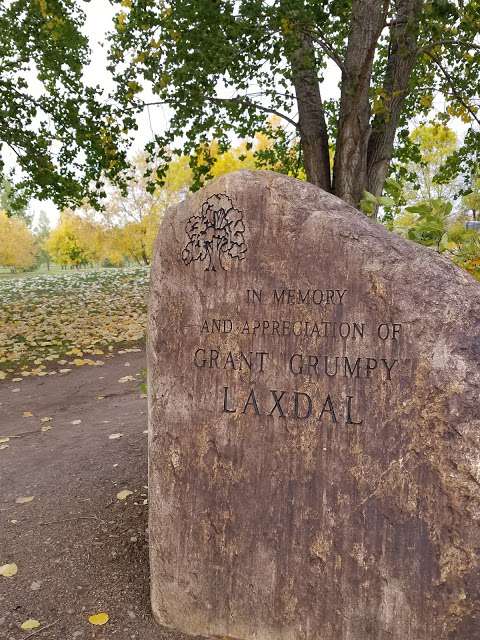 IN MEMORY
AND APPRECIATION OF
GRANT "GRUMPY"
LAXDAL